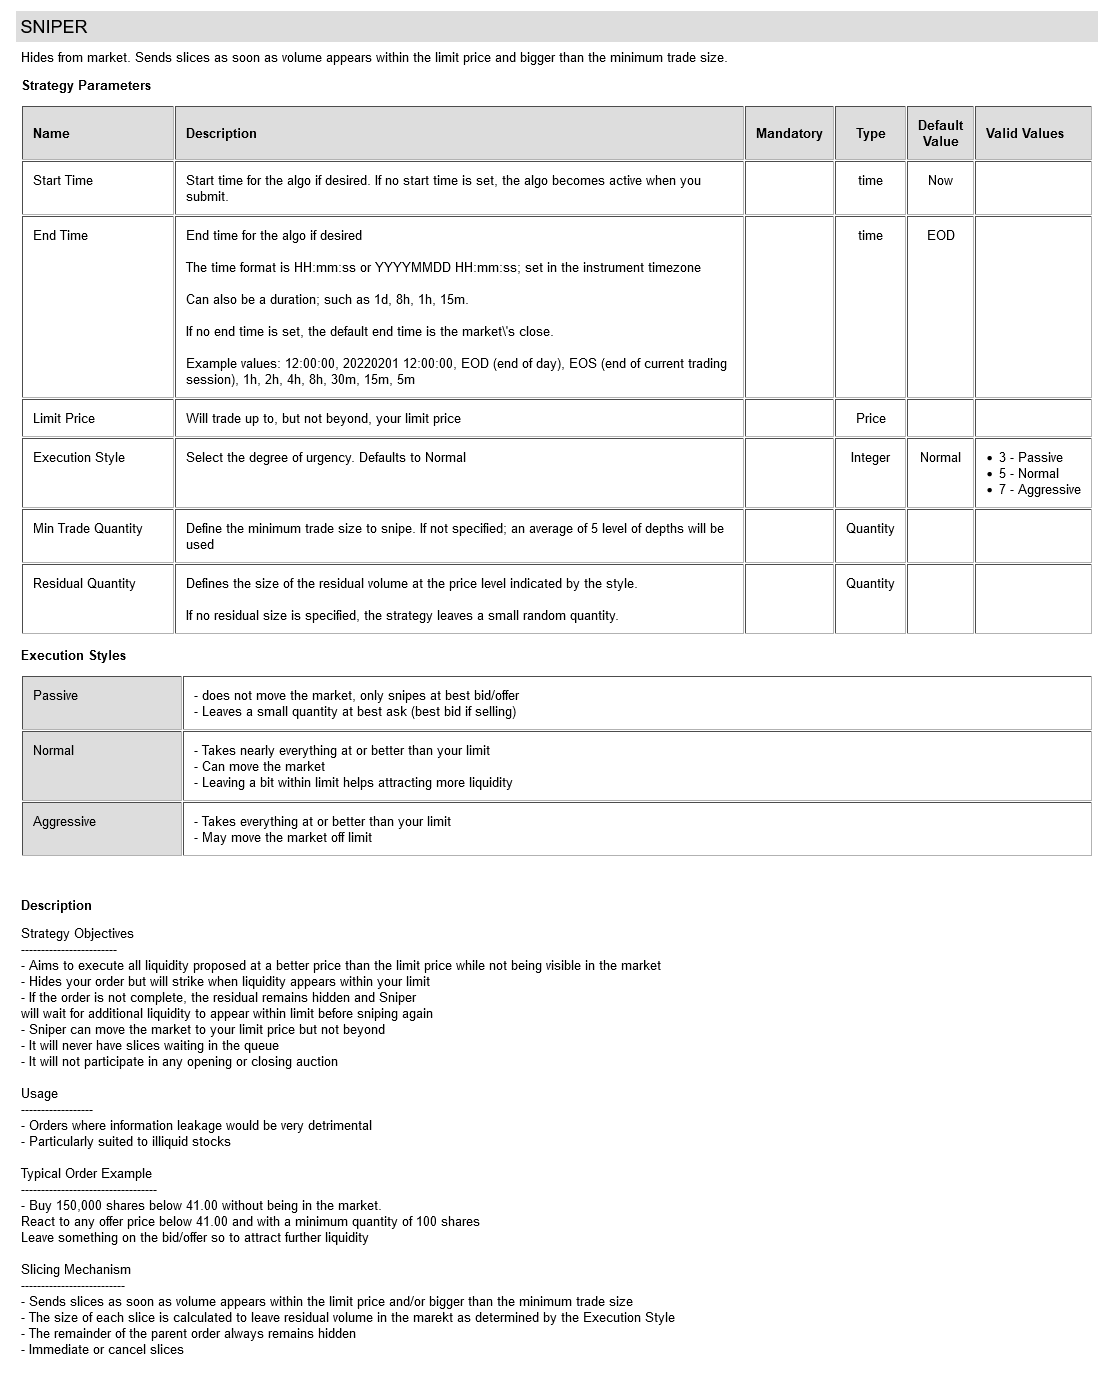 SNIPER
Hides from market. Sends slices as soon as volume appears within the limit price and bigger than the minimum trade size.
Strategy Parameters
Name Description Mandatory Type Default Value Valid Values
Start Time Start time for the algo if desired. If no start time is set, the algo becomes active when you time Now
submit.
End Time End time for the algo if desired time EOD
The time format is HH:mm:ss or YYYYMMDD HH:mm:ss; set in the instrument timezone
Can also be a duration; such as 1d, 8h, 1h, 15m.
If no end time is set, the default end time is the market\'s close.
Example values: 12:00:00, 20220201 12:00:00, EOD (end of day), EOS (end of current trading
session), 1h, 2h, 4h, 8h, 30m, 15m, 5m
Limit Price Will trade up to, but not beyond, your limit price Price
Execution Style Select the degree of urgency. Defaults to Normal Integer Normal • 3 - Passive
• 5 - Normal
• 7 - Aggressive
Min Trade Quantity Define the minimum trade size to snipe. If not specified; an average of 5 level of depths will be Quantity
used
Residual Quantity Defines the size of the residual volume at the price level indicated by the style. Quantity
If no residual size is specified, the strategy leaves a small random quantity.
Execution Styles
Passive - does not move the market, only snipes at best bid/offer
- Leaves a small quantity at best ask (best bid if selling)
Normal - Takes nearly everything at or better than your limit
- Can move the market
- Leaving a bit within limit helps attracting more liquidity
Aggressive - Takes everything at or better than your limit
- May move the market off limit
Description
Strategy Objectives
------------------------
- Aims to execute all liquidity proposed at a better price than the limit price while not being visible in the market
- Hides your order but will strike when liquidity appears within your limit
- If the order is not complete, the residual remains hidden and Sniper
will wait for additional liquidity to appear within limit before sniping again
- Sniper can move the market to your limit price but not beyond
- It will never have slices waiting in the queue
- It will not participate in any opening or closing auction
Usage
------------------
- Orders where information leakage would be very detrimental
- Particularly suited to illiquid stocks
Typical Order Example
----------------------------------
- Buy 150,000 shares below 41.00 without being in the market.
React to any offer price below 41.00 and with a minimum quantity of 100 shares
Leave something on the bid/offer so to attract further liquidity
Slicing Mechanism
--------------------------
- Sends slices as soon as volume appears within the limit price and/or bigger than the minimum trade size
- The size of each slice is calculated to leave residual volume in the marekt as determined by the Execution Style
- The remainder of the parent order always remains hidden
- Immediate or cancel slices